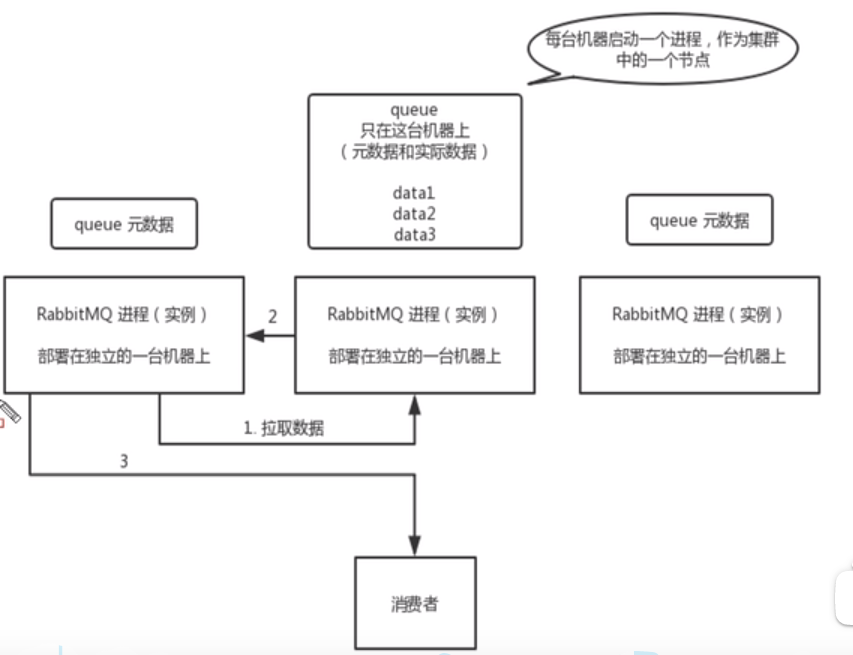 每台机器启动一个进程，作为集群
中的一个节点
queue
只在这台机器上
（元数据和实际数据）
data1
data2
data3
queue 元数据
queue 元数据
RabbitMQ 进程（实例）
部署在独立的一台机器上
2
RabbitMQ 进程（实例）
部署在独立的一台机器上
RabbitMQ 进程（实例）
部署在独立的一台机器上
1. 拉取数据
3
消费者